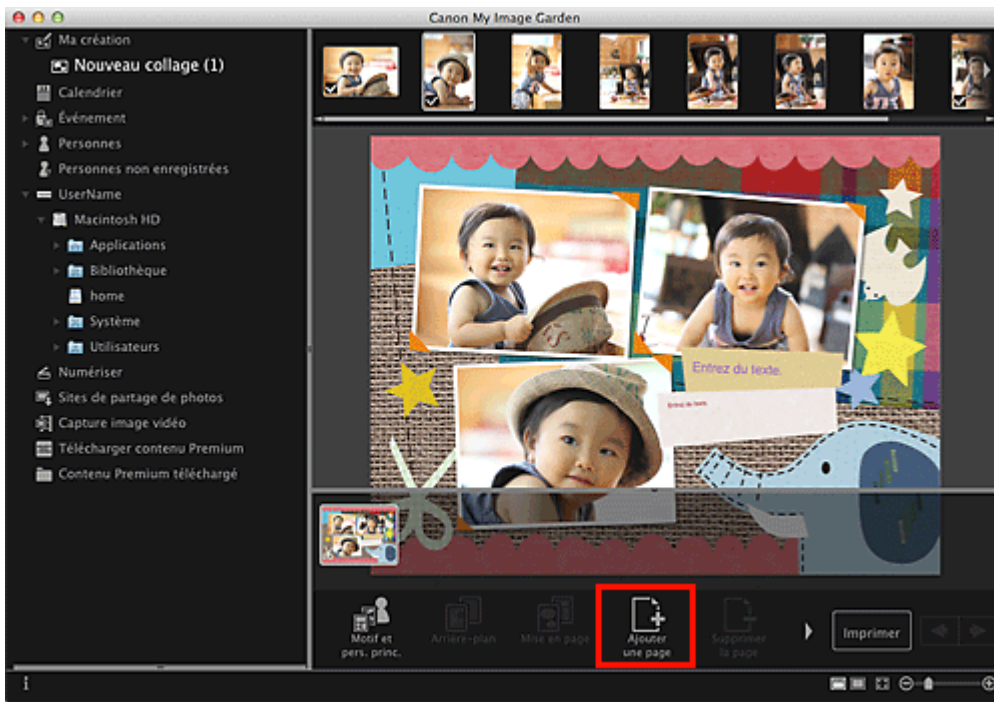 Canon My Image Garden
Ma création
Nouveau collage (1)
Calendrier
Événement
Personnes
Personnes non enregistrées
UserName
Macintosh HD
Applications
Bibliothèque
home
Système
Utilisateurs
Numériser
Sites de partage de photos
Capture image vidéo
Télécharger contenu Premium
Contenu Premium téléchargé
Entrez du texte.
Entrez du texte.
Motif et
pers. princ.
Arrière-plan
Mise en page
Ajouter
une page
Supprimer
la page
Imprimer